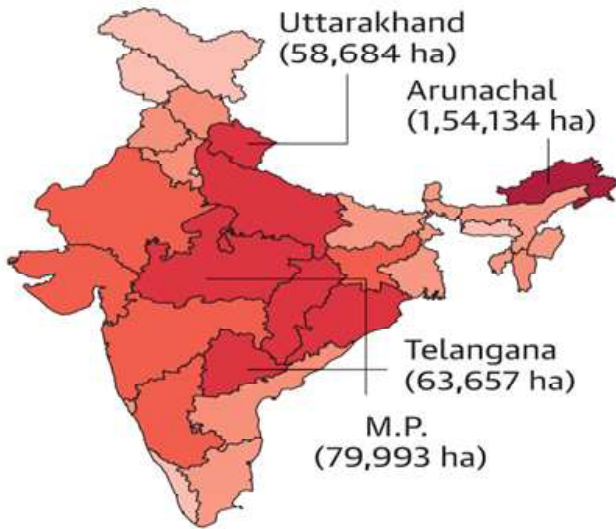 Uttarakhand
(58,684 ha)
Arunachal
(1,54,134 ha)
Telangana
(63,657 ha)
M.P.
(79,993 ha)